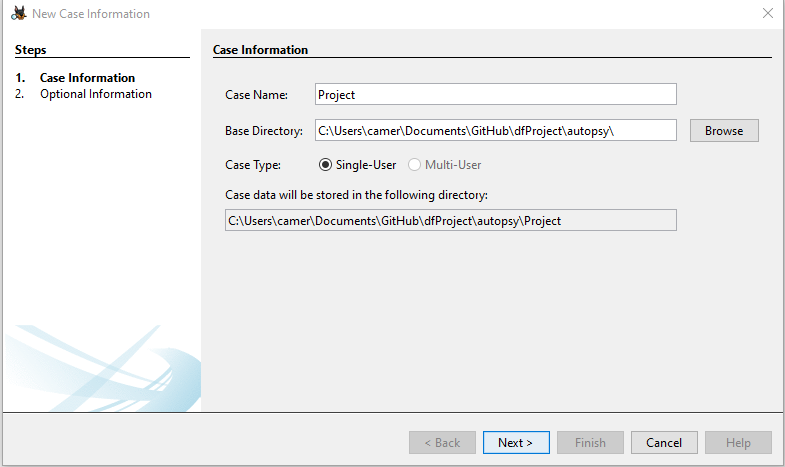 New Case Information
Steps
1. Case Information
2. Optional Information
Case Information
Case Name: Project
Base Directory: C:\Users\camer\Documents\GitHub\dfProject\autopsy\ Browse
Case Type: Single-User Multi-User
Case data will be stored in the following directory:
C:\Users\camer\Documents\GitHub\dfProject\autopsy\Project
< Back Next > Finish Cancel Help